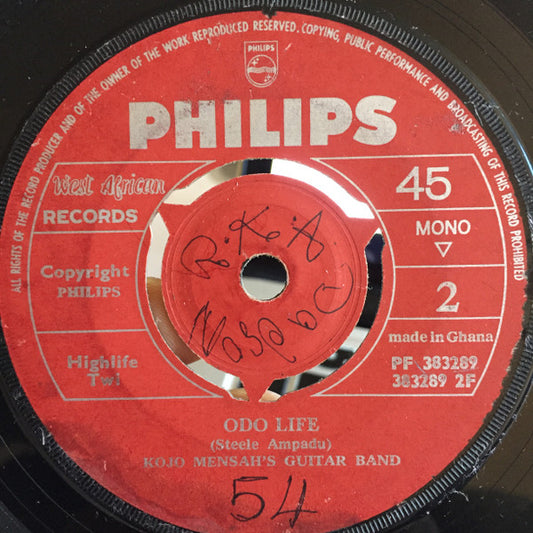 ALL RIGHTS OF THE RECORD PRODUCER AND OF THE OWNER OF THE WORK REPRODUCED RESERVED. COPYING, PUBLIC PERFORMANCE AND BROADCASTING OF THIS RECORD PROHIBITED
PHILIPS
PHILIPS
West African
RECORDS
45
MONO
Copyright
PHILIPS
2
made in Ghana
Highlife
Twi
PF 383289
383289 2F
R.K.A
ODO LIFE
(Steele Ampadu)
KOJO MENSAH'S GUITAR BAND
54